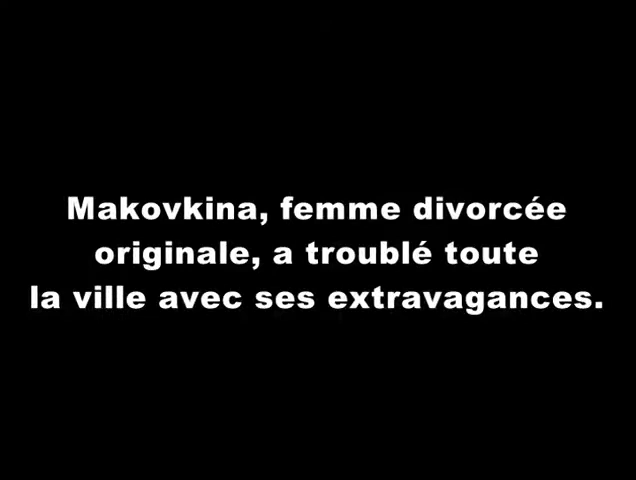 Makovkina, femme divorcée
originale, a troublé toute
la ville avec ses extravagances.